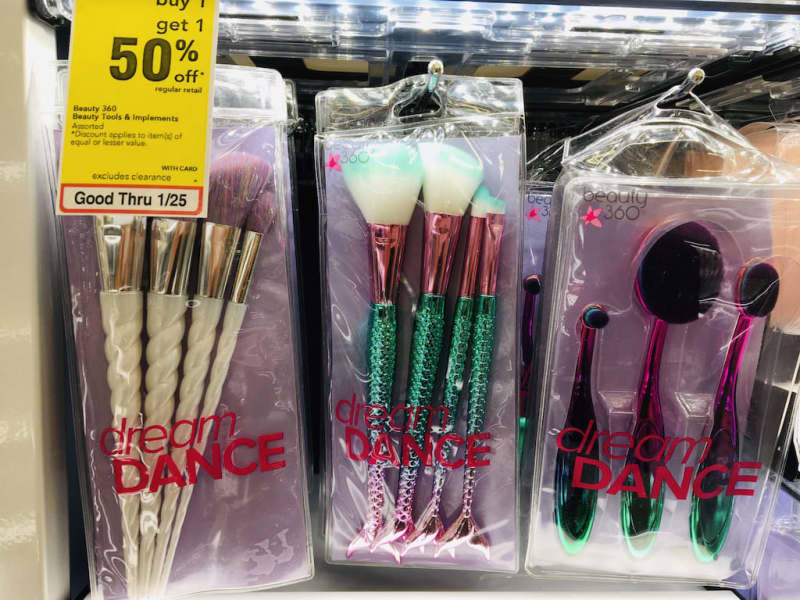 buy 1
get 1
50%
off*
regular retail
Beauty 360
Beauty Tools & Implements
Assorted
*Discount applies to item(s) of
equal or lesser value.
WITH CARD
excludes clearance
Good Thru 1/25
dream
DANCE
360
dream
DANCE
beauty
360
dream
DANCE